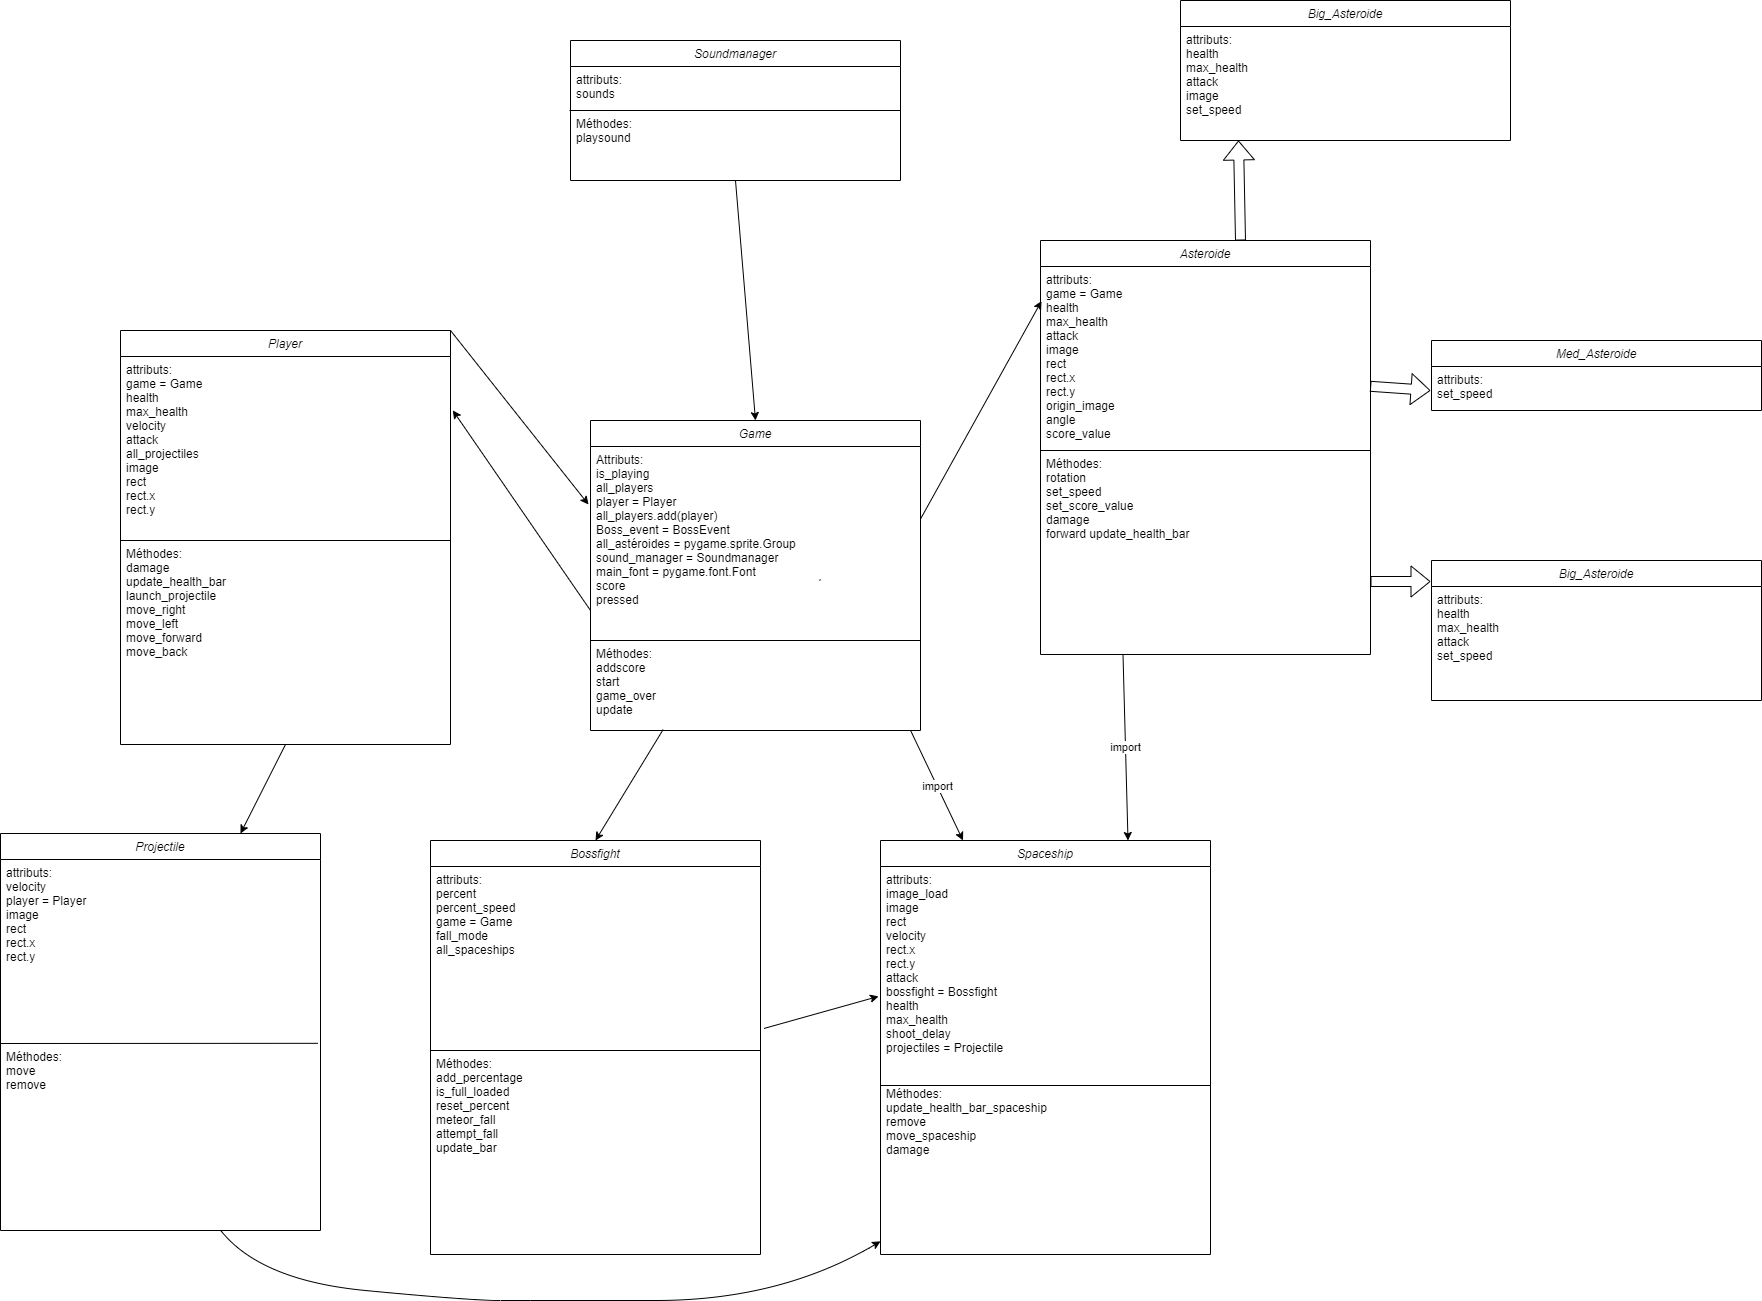 Big_Asteroide
attributs:
health
max_health
attack
image
set_speed
Soundmanager
attributs:
sounds
Méthodes:
playsound
Asteroide
attributs:
game = Game
health
max_health
attack
image
rect
rect.x
rect.y
origin_image
angle
score_value
Méthodes:
rotation
set_speed
set_score_value
damage
forward update_health_bar
Player
attributs:
game = Game
health
max_health
velocity
attack
all_projectiles
image
rect
rect.x
rect.y
Méthodes:
damage
update_health_bar
launch_projectile
move_right
move_left
move_forward
move_back
Med_Asteroide
attributs:
set_speed
Game
Attributs:
is_playing
all_players
player = Player
all_players.add(player)
Boss_event = BossEvent
all_astéroides = pygame.sprite.Group
sound_manager = Soundmanager
main_font = pygame.font.Font
score
pressed
Méthodes:
addscore
start
game_over
update
Big_Asteroide
attributs:
health
max_health
attack
set_speed
import
import
Projectile
attributs:
velocity
player = Player
image
rect
rect.x
rect.y
Méthodes:
move
remove
Bossfight
attributs:
percent
percent_speed
game = Game
fall_mode
all_spaceships
Méthodes:
add_percentage
is_full_loaded
reset_percent
meteor_fall
attempt_fall
update_bar
Spaceship
attributs:
image_load
image
rect
velocity
rect.x
rect.y
attack
bossfight = Bossfight
health
max_health
shoot_delay
projectiles = Projectile
Méthodes:
update_health_bar_spaceship
remove
move_spaceship
damage